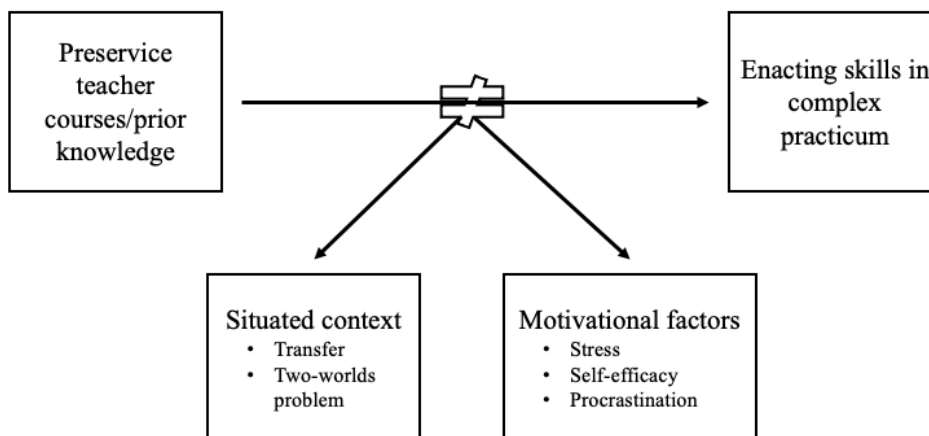 Preservice
teacher
courses/prior
knowledge
Enacting skills in
complex
practicum
Situated context
• Transfer
• Two-worlds
problem
Motivational factors
• Stress
• Self-efficacy
• Procrastination